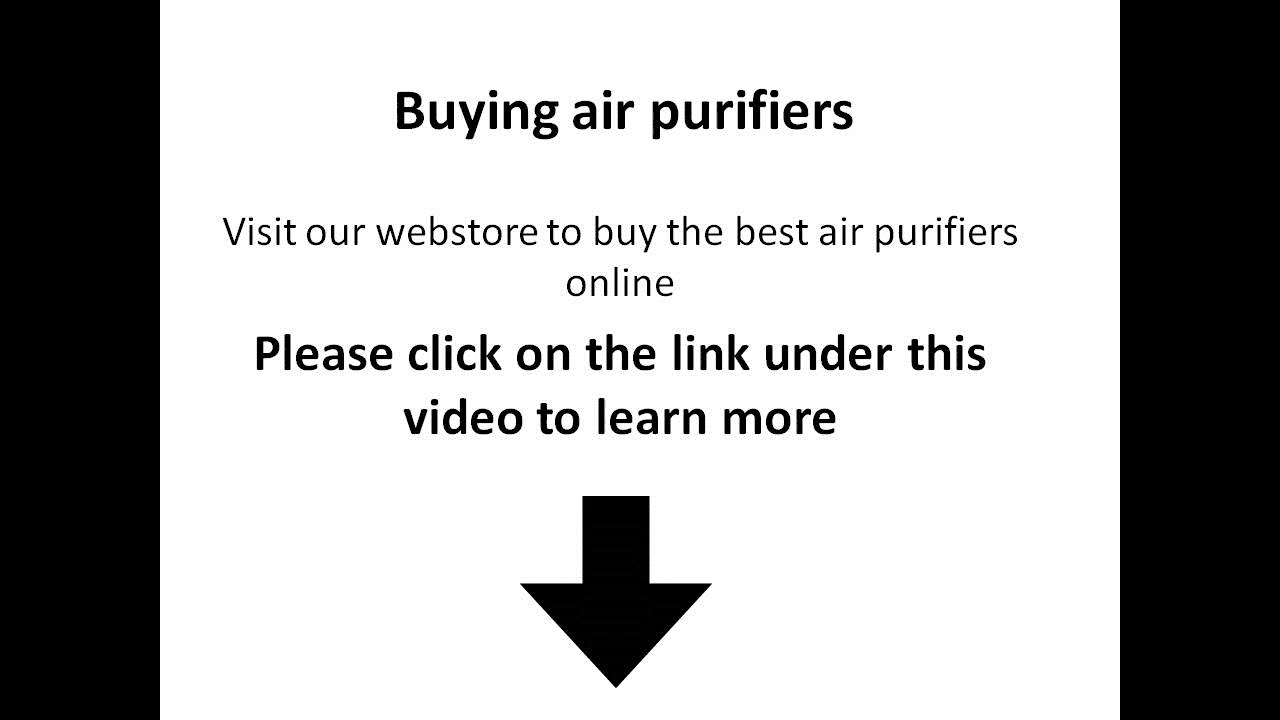 Buying air purifiers
Visit our webstore to buy the best air purifiers
online
Please click on the link under this
video to learn more